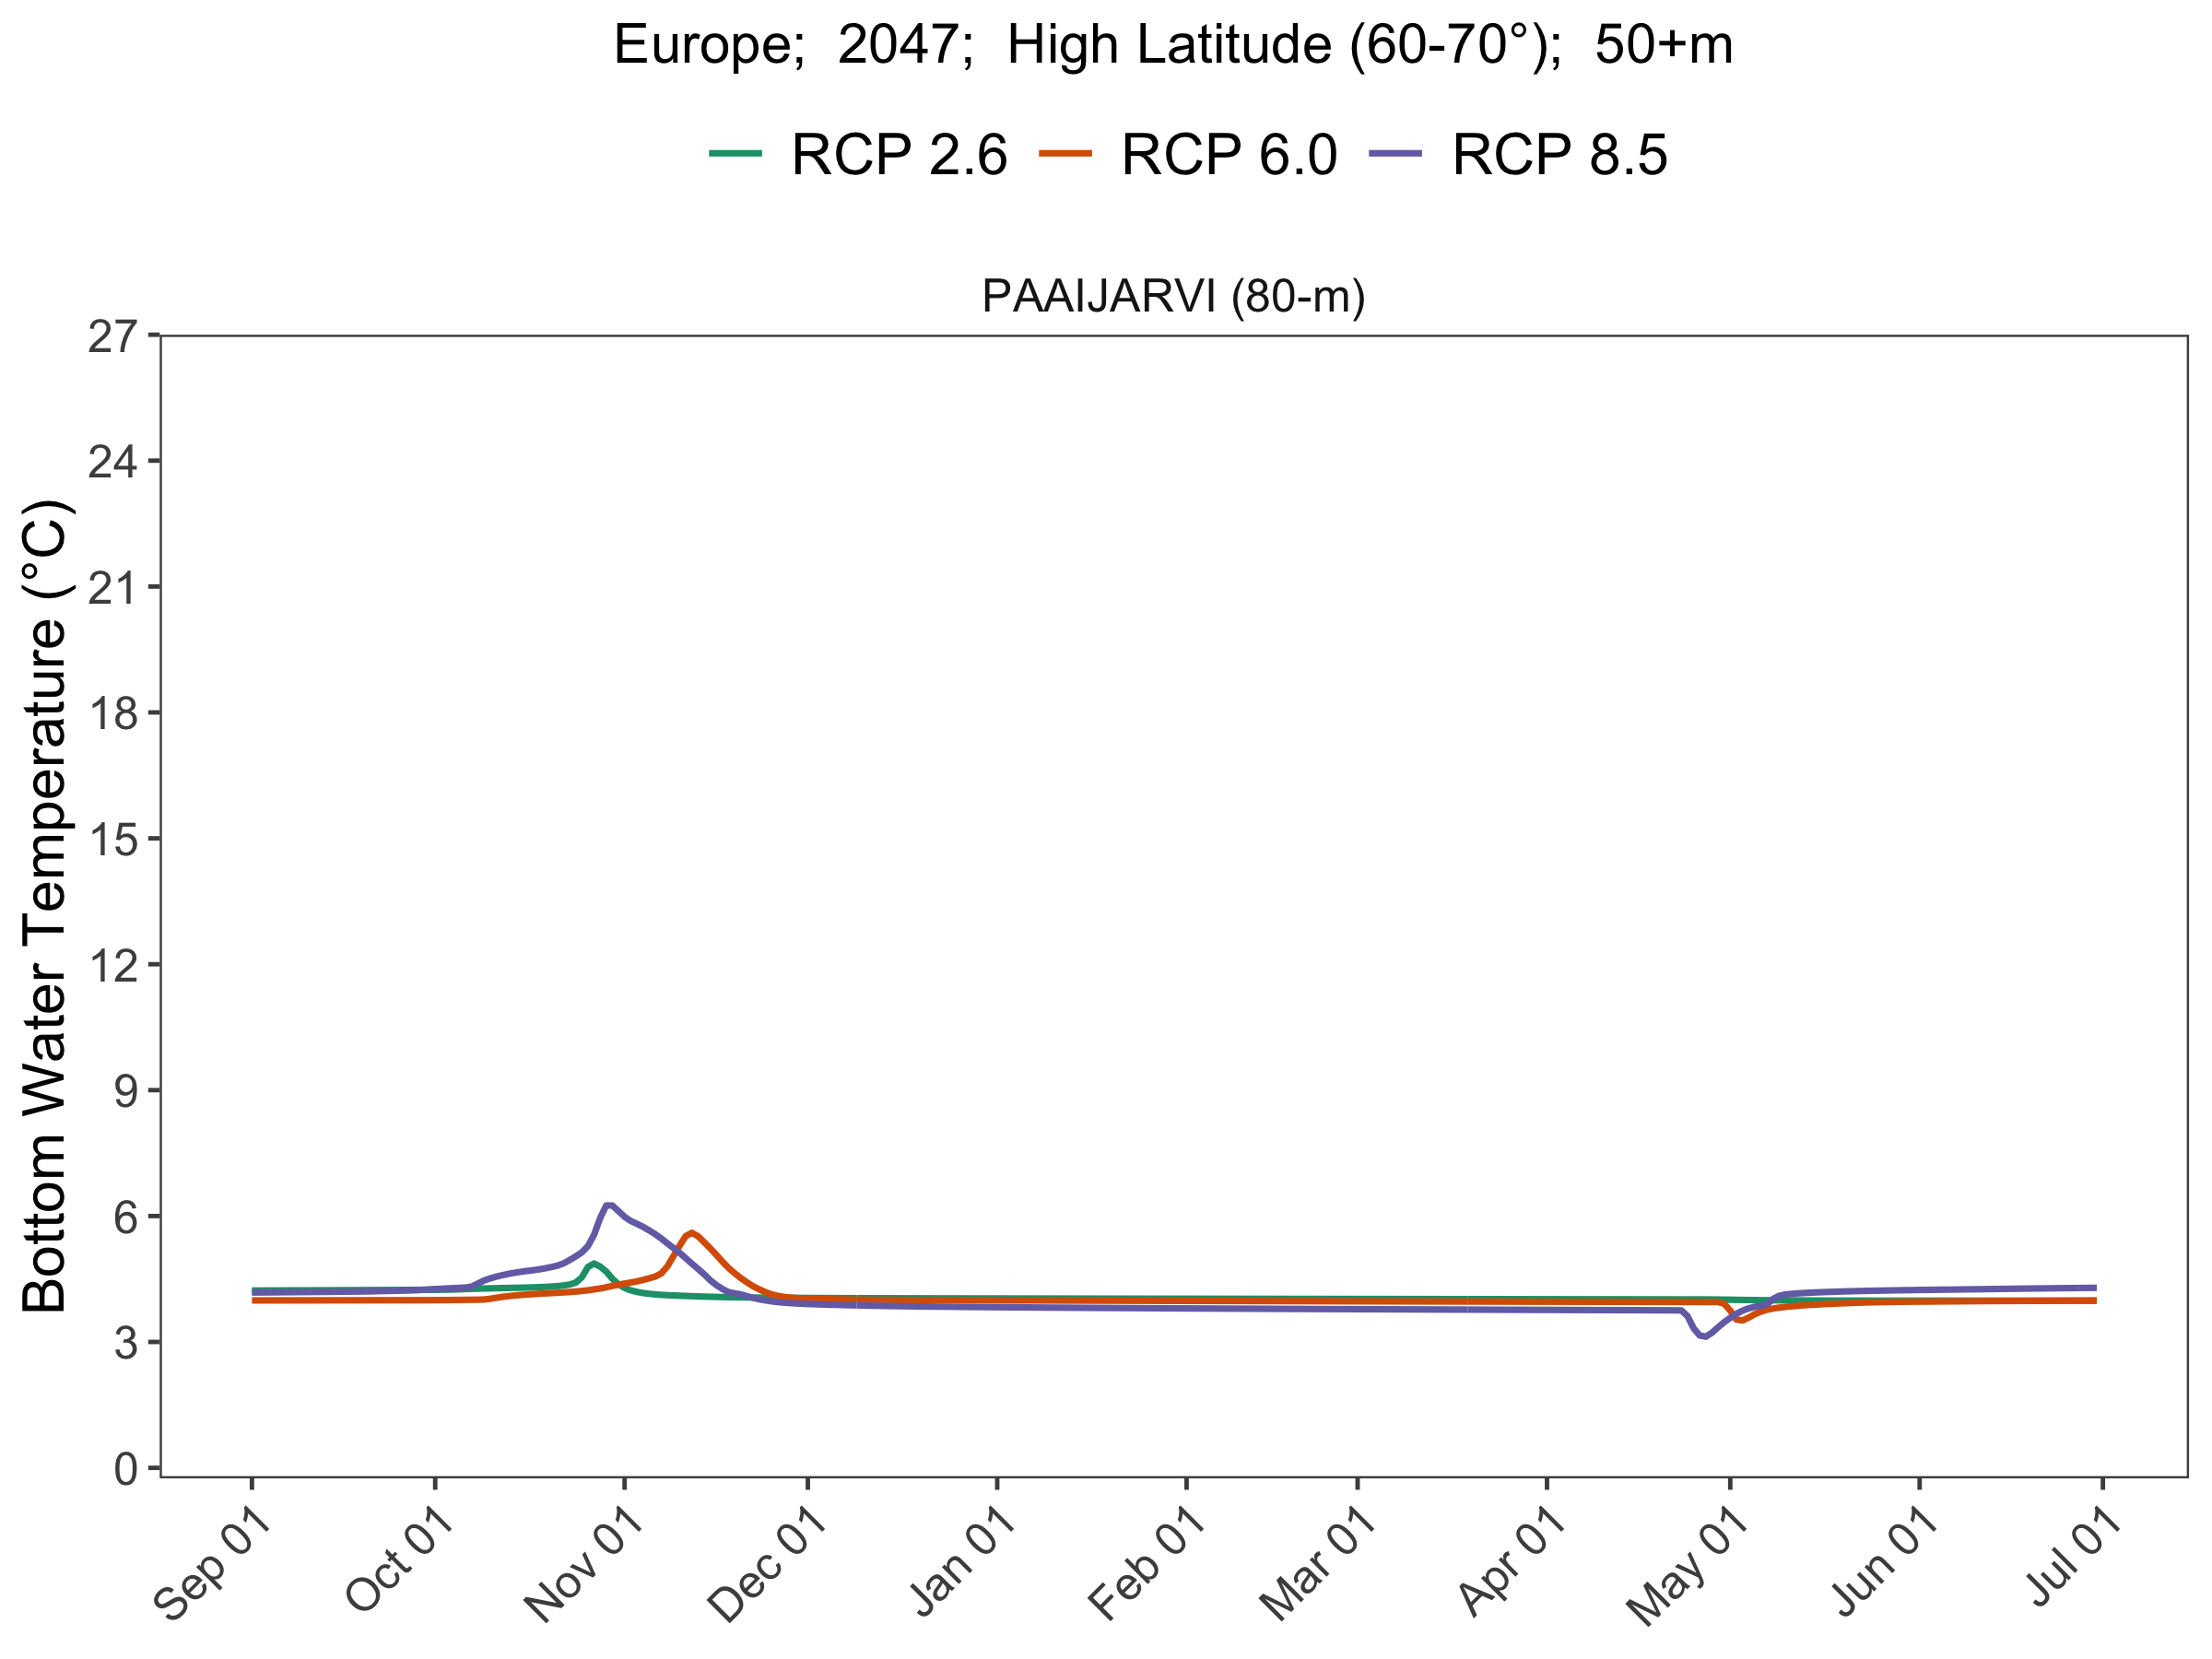 Europe;  2047;  High Latitude (60-70°);  50+m
RCP 2.6 RCP 6.0 RCP 8.5
PAAIJARVI (80-m)
Bottom Water Temperature (°C)
27
24
21
18
15
12
9
6
3
0
Sep 01 Oct 01 Nov 01 Dec 01 Jan 01 Feb 01 Mar 01 Apr 01 May 01 Jun 01 Jul 01